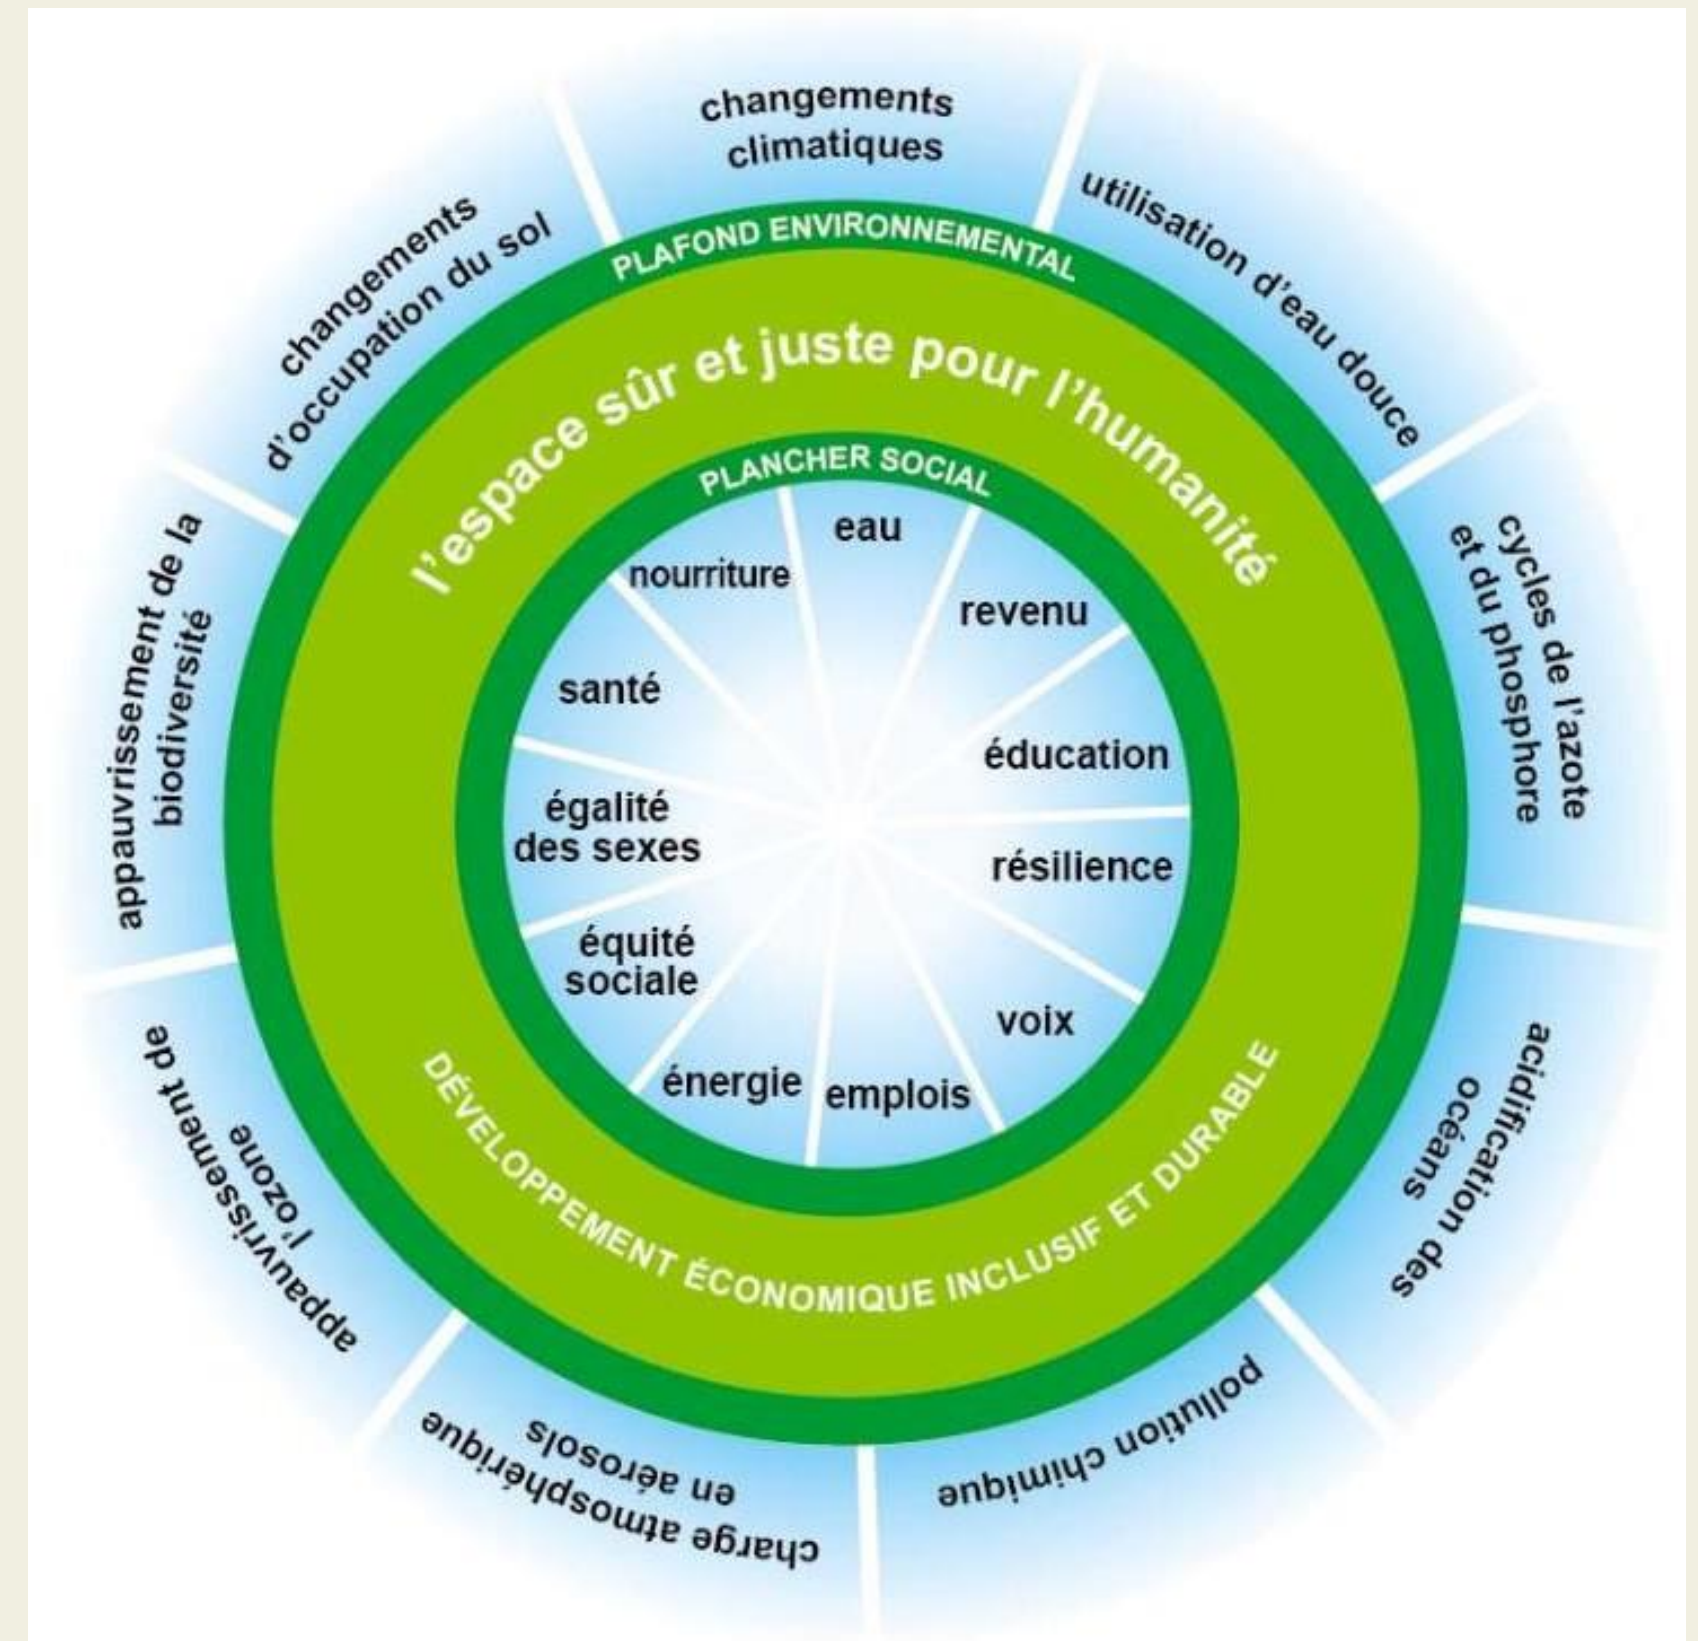 changements
climatiques
utilisation d'eau douce
cycles de l'azote
et du phosphore
acidification des
océans
pollution chimique
charge atmosphérique
en aérosols
appauvrissement de
l'ozone
appauvrissement de la
biodiversité
changements
d'occupation du sol
PLAFOND ENVIRONNEMENTAL
l'espace sûr et juste pour l'humanité
PLANCHER SOCIAL
eau
revenu
éducation
résilience
voix
emplois
énergie
équité
sociale
égalité
des sexes
santé
nourriture
DÉVELOPPEMENT ÉCONOMIQUE INCLUSIF ET DURABLE